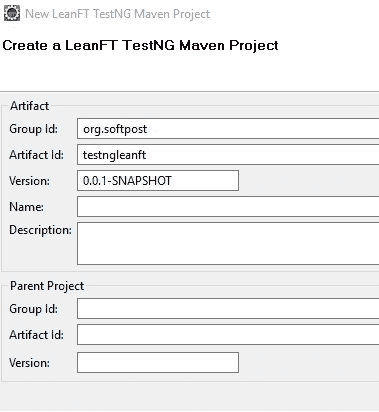 New LeanFT TestNG Maven Project
Create a LeanFT TestNG Maven Project
Artifact
Group Id: org.softpost
Artifact Id: testngleanft
Version: 0.0.1-SNAPSHOT
Name:
Description:
Parent Project
Group Id:
Artifact Id:
Version: